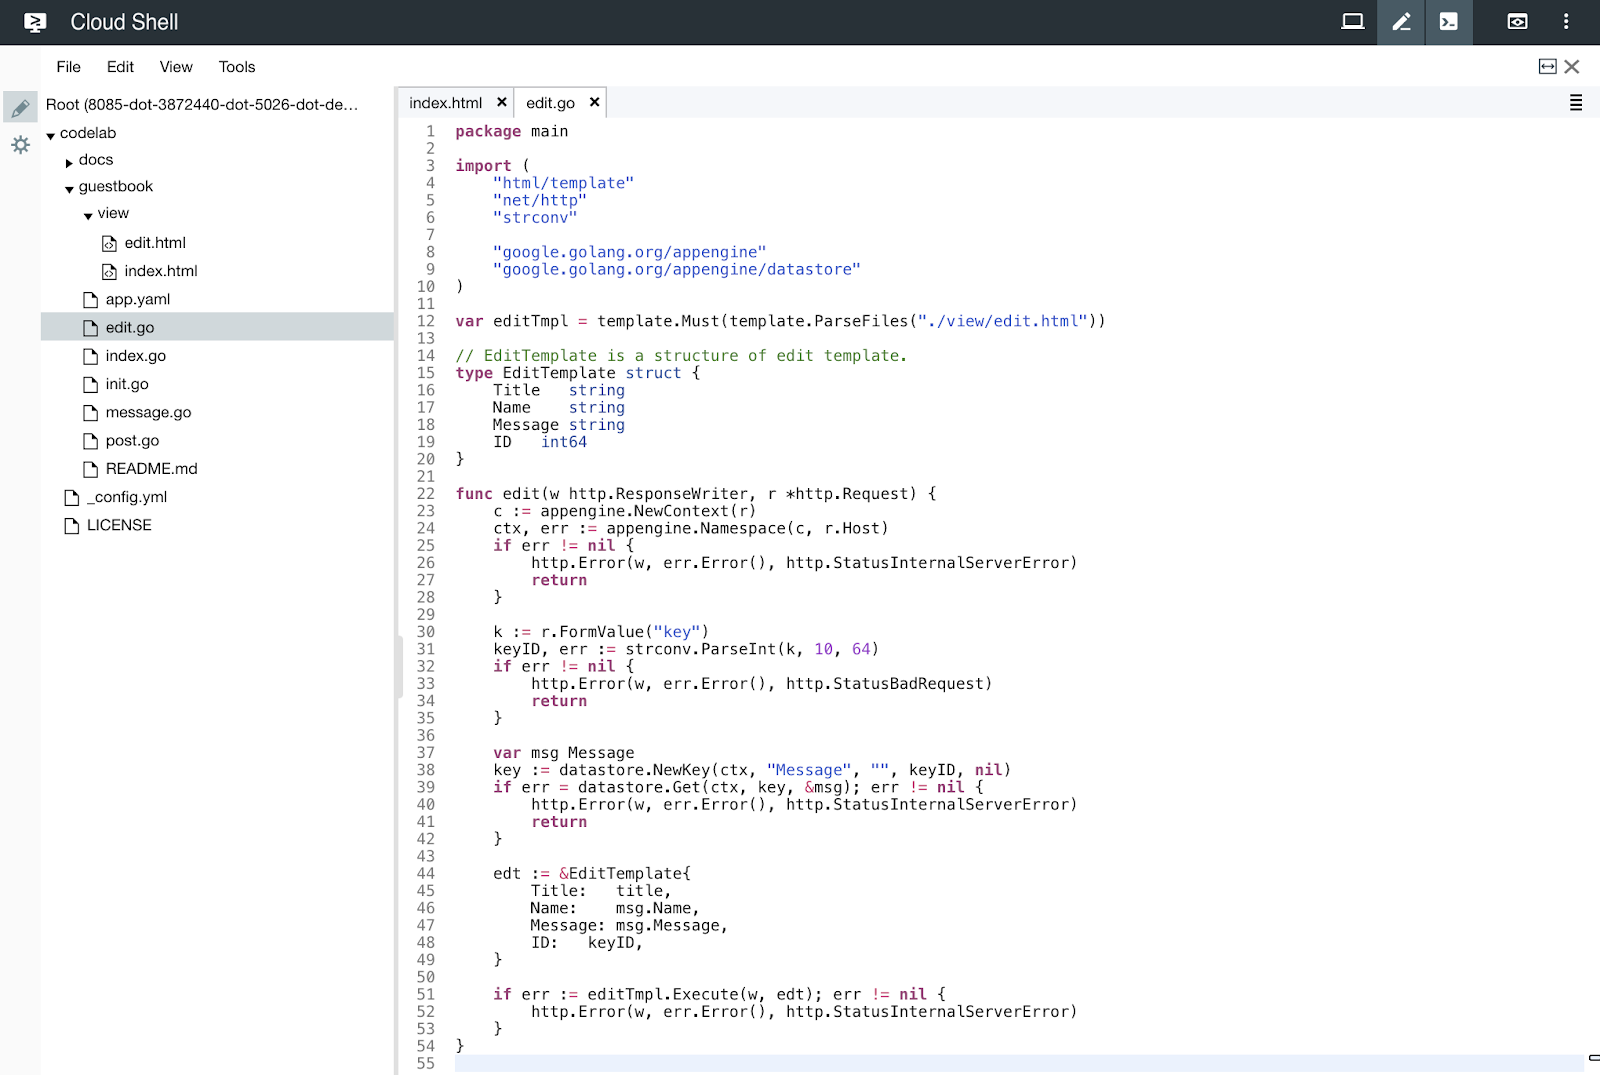 Cloud Shell
File Edit View Tools
Root (8085-dot-3872440-dot-5026-dot-de…
codelab
docs
guestbook
view
edit.html
index.html
app.yaml
edit.go
index.go
init.go
message.go
post.go
README.md
_config.yml
LICENSE
index.html × edit.go ×
1 package main
2
3 import (
4     "html/template"
5     "net/http"
6     "strconv"
7
8     "google.golang.org/appengine"
9     "google.golang.org/appengine/datastore"
10 )
11
12 var editTmpl = template.Must(template.ParseFiles("./view/edit.html"))
13
14 // EditTemplate is a structure of edit template.
15 type EditTemplate struct {
16     Title   string
17     Name    string
18     Message string
19     ID   int64
20 }
21
22 func edit(w http.ResponseWriter, r *http.Request) {
23     c := appengine.NewContext(r)
24     ctx, err := appengine.Namespace(c, r.Host)
25     if err != nil {
26         http.Error(w, err.Error(), http.StatusInternalServerError)
27         return
28     }
29
30     k := r.FormValue("key")
31     keyID, err := strconv.ParseInt(k, 10, 64)
32     if err != nil {
33         http.Error(w, err.Error(), http.StatusBadRequest)
34         return
35     }
36
37     var msg Message
38     key := datastore.NewKey(ctx, "Message", "", keyID, nil)
39     if err = datastore.Get(ctx, key, &msg); err != nil {
40         http.Error(w, err.Error(), http.StatusInternalServerError)
41         return
42     }
43
44     edt := &EditTemplate{
45         Title:   title,
46         Name:    msg.Name,
47         Message: msg.Message,
48         ID:   keyID,
49     }
50
51     if err := editTmpl.Execute(w, edt); err != nil {
52         http.Error(w, err.Error(), http.StatusInternalServerError)
53     }
54 }
55